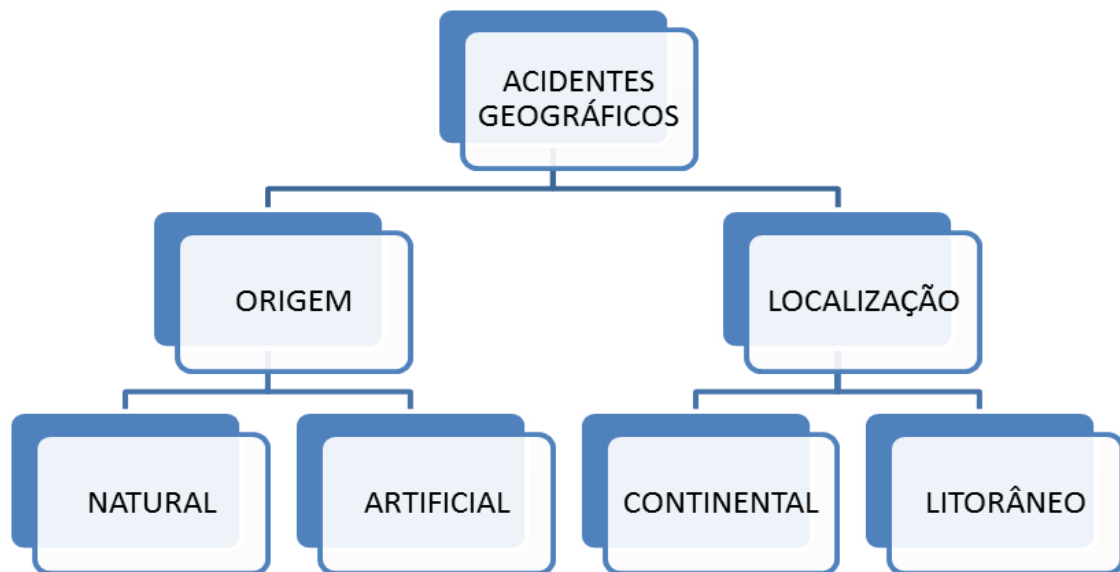 ACIDENTES
GEOGRÁFICOS
ORIGEM
LOCALIZAÇÃO
NATURAL
ARTIFICIAL
CONTINENTAL
LITORÂNEO